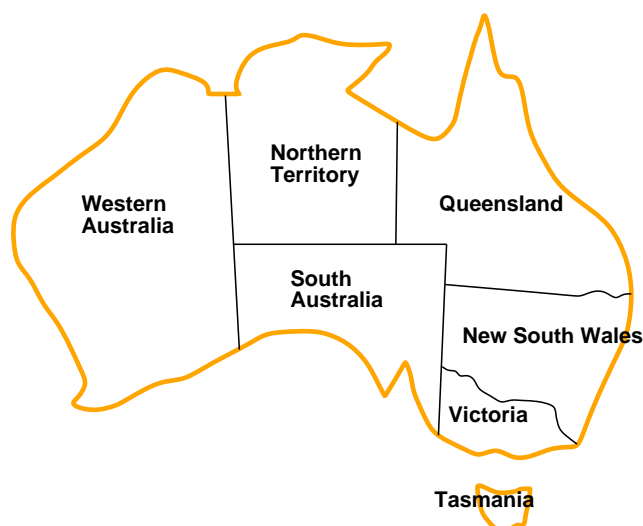 Northern
Territory
Western
Australia
Queensland
South
Australia
New South Wales
Victoria
Tasmania